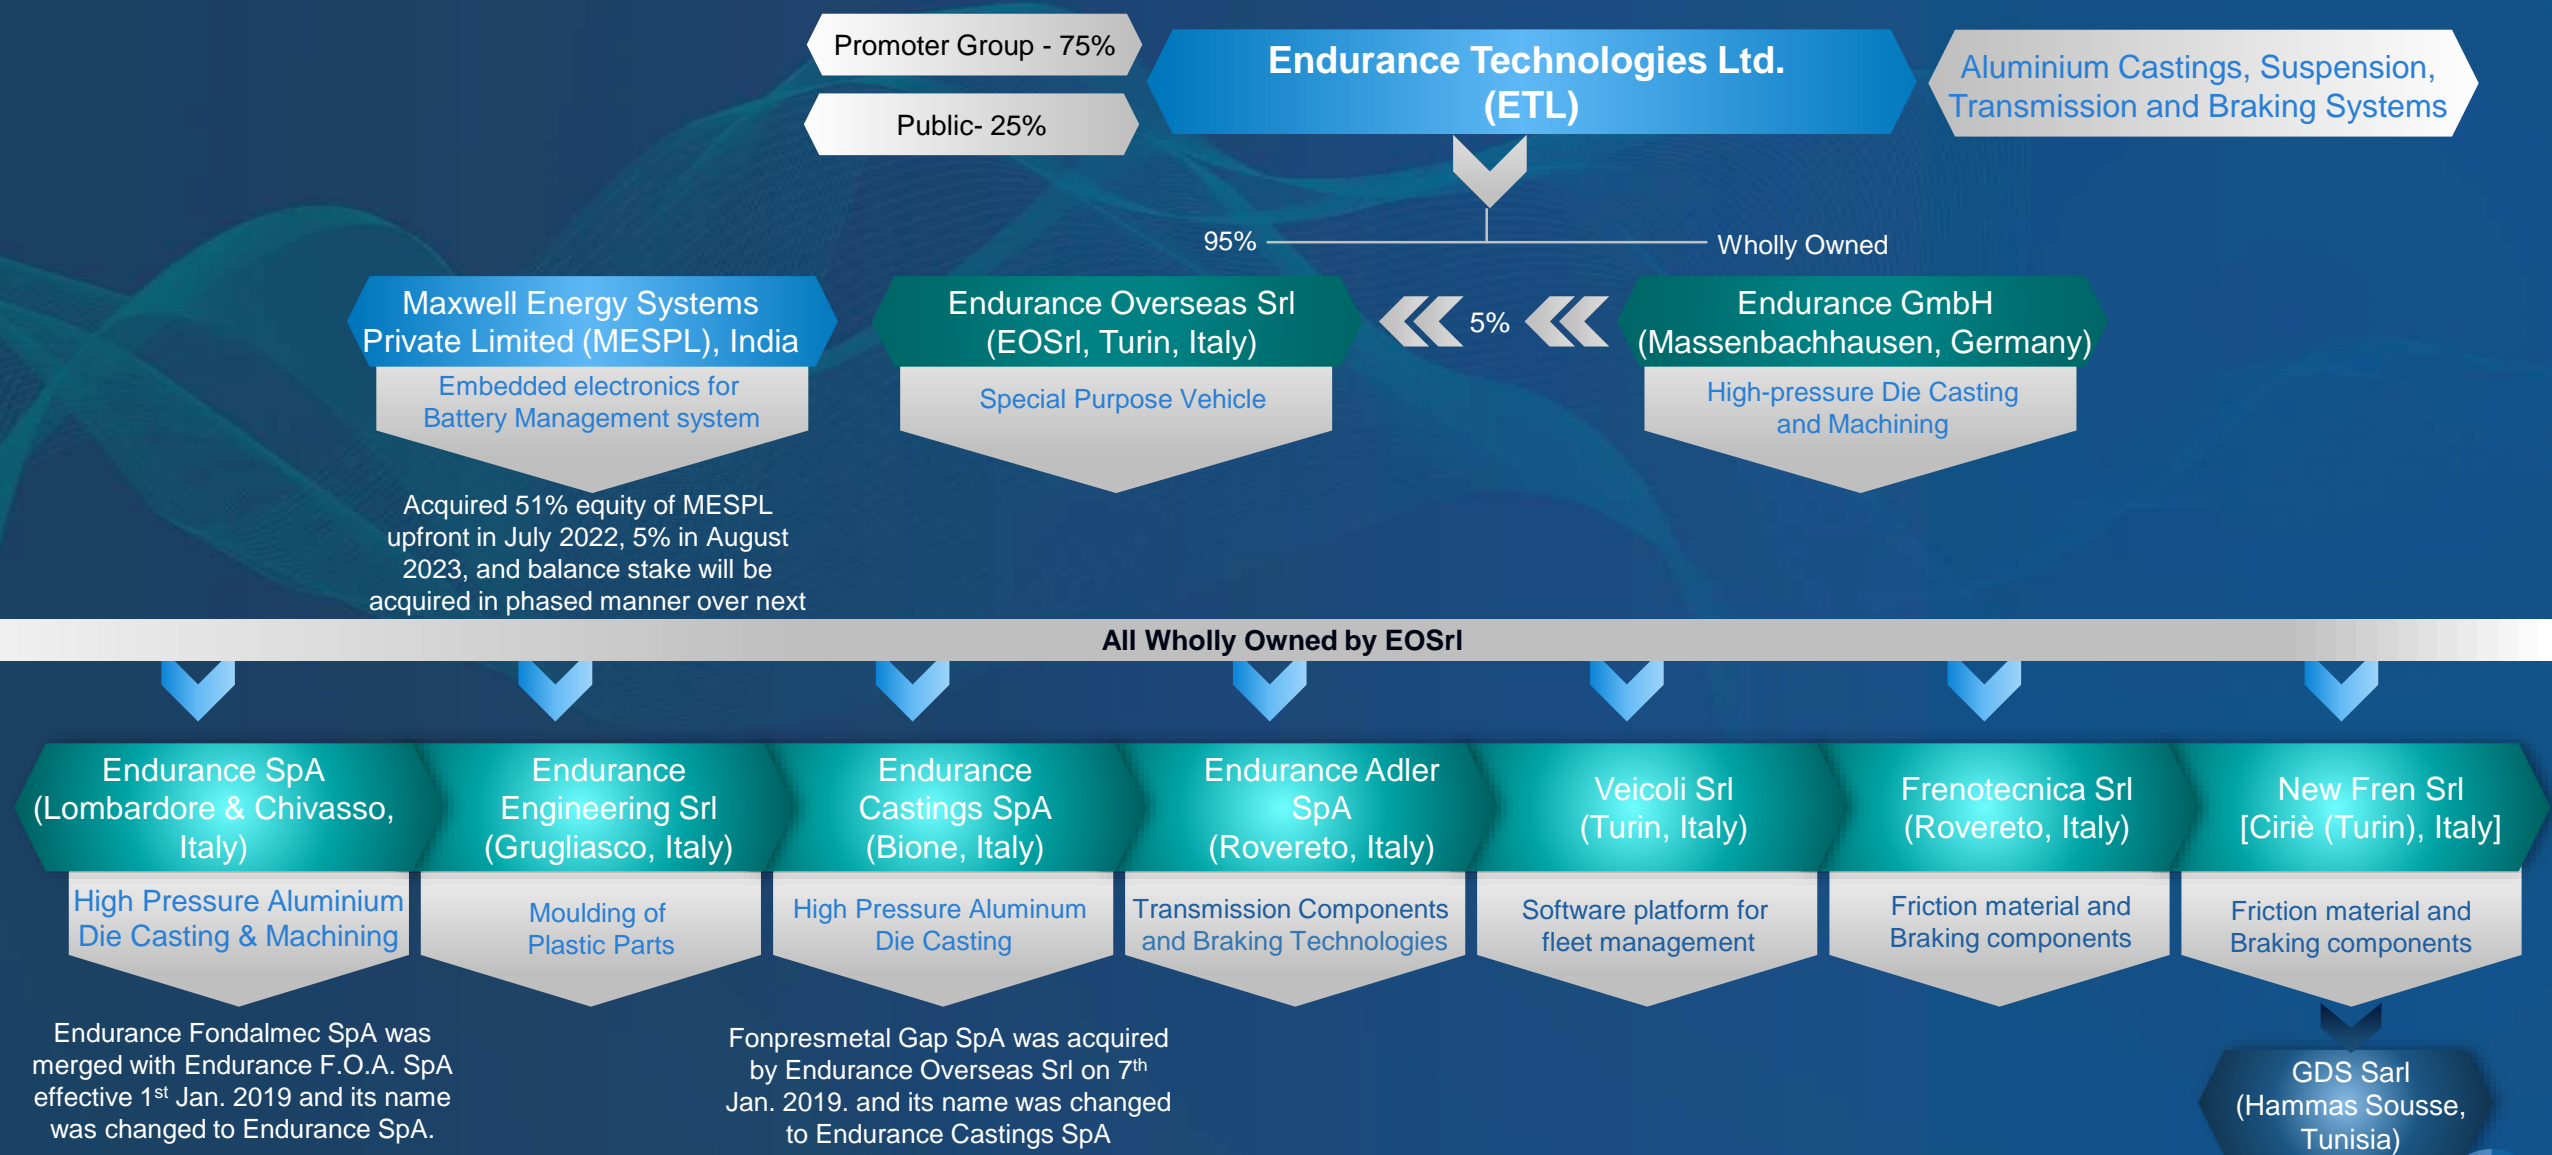 Promoter Group - 75%
Public- 25%
Endurance Technologies Ltd.
(ETL)
Aluminium Castings, Suspension,
Transmission and Braking Systems
95%
Wholly Owned
Maxwell Energy Systems
Private Limited (MESPL), India
Embedded electronics for
Battery Management system
Acquired 51% equity of MESPL
upfront in July 2022, 5% in August
2023, and balance stake will be
acquired in phased manner over next
Endurance Overseas Srl
(EOSrl, Turin, Italy)
Special Purpose Vehicle
5%
Endurance GmbH
(Massenbachhausen, Germany)
High-pressure Die Casting
and Machining
All Wholly Owned by EOSrl
Endurance SpA
(Lombardore & Chivasso,
Italy)
High Pressure Aluminium
Die Casting & Machining
Endurance Fondalmec SpA was
merged with Endurance F.O.A. SpA
effective 1st Jan. 2019 and its name
was changed to Endurance SpA.
Endurance
Engineering Srl
(Grugliasco, Italy)
Moulding of
Plastic Parts
Endurance
Castings SpA
(Bione, Italy)
High Pressure Aluminum
Die Casting
Fonpresmetal Gap SpA was acquired
by Endurance Overseas Srl on 7th
Jan. 2019. and its name was changed
to Endurance Castings SpA
Endurance Adler
SpA
(Rovereto, Italy)
Transmission Components
and Braking Technologies
Veicoli Srl
(Turin, Italy)
Software platform for
fleet management
Frenotecnica Srl
(Rovereto, Italy)
Friction material and
Braking components
New Fren Srl
[Ciriè (Turin), Italy]
Friction material and
Braking components
GDS Sarl
(Hammas Sousse,
Tunisia)